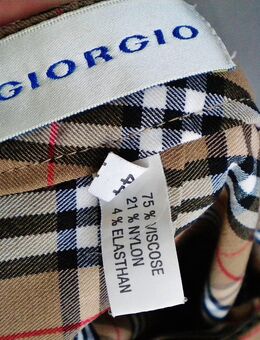 GIORGIO
75 % VISCOSE
21 % NYLON
4 % ELASTHAN